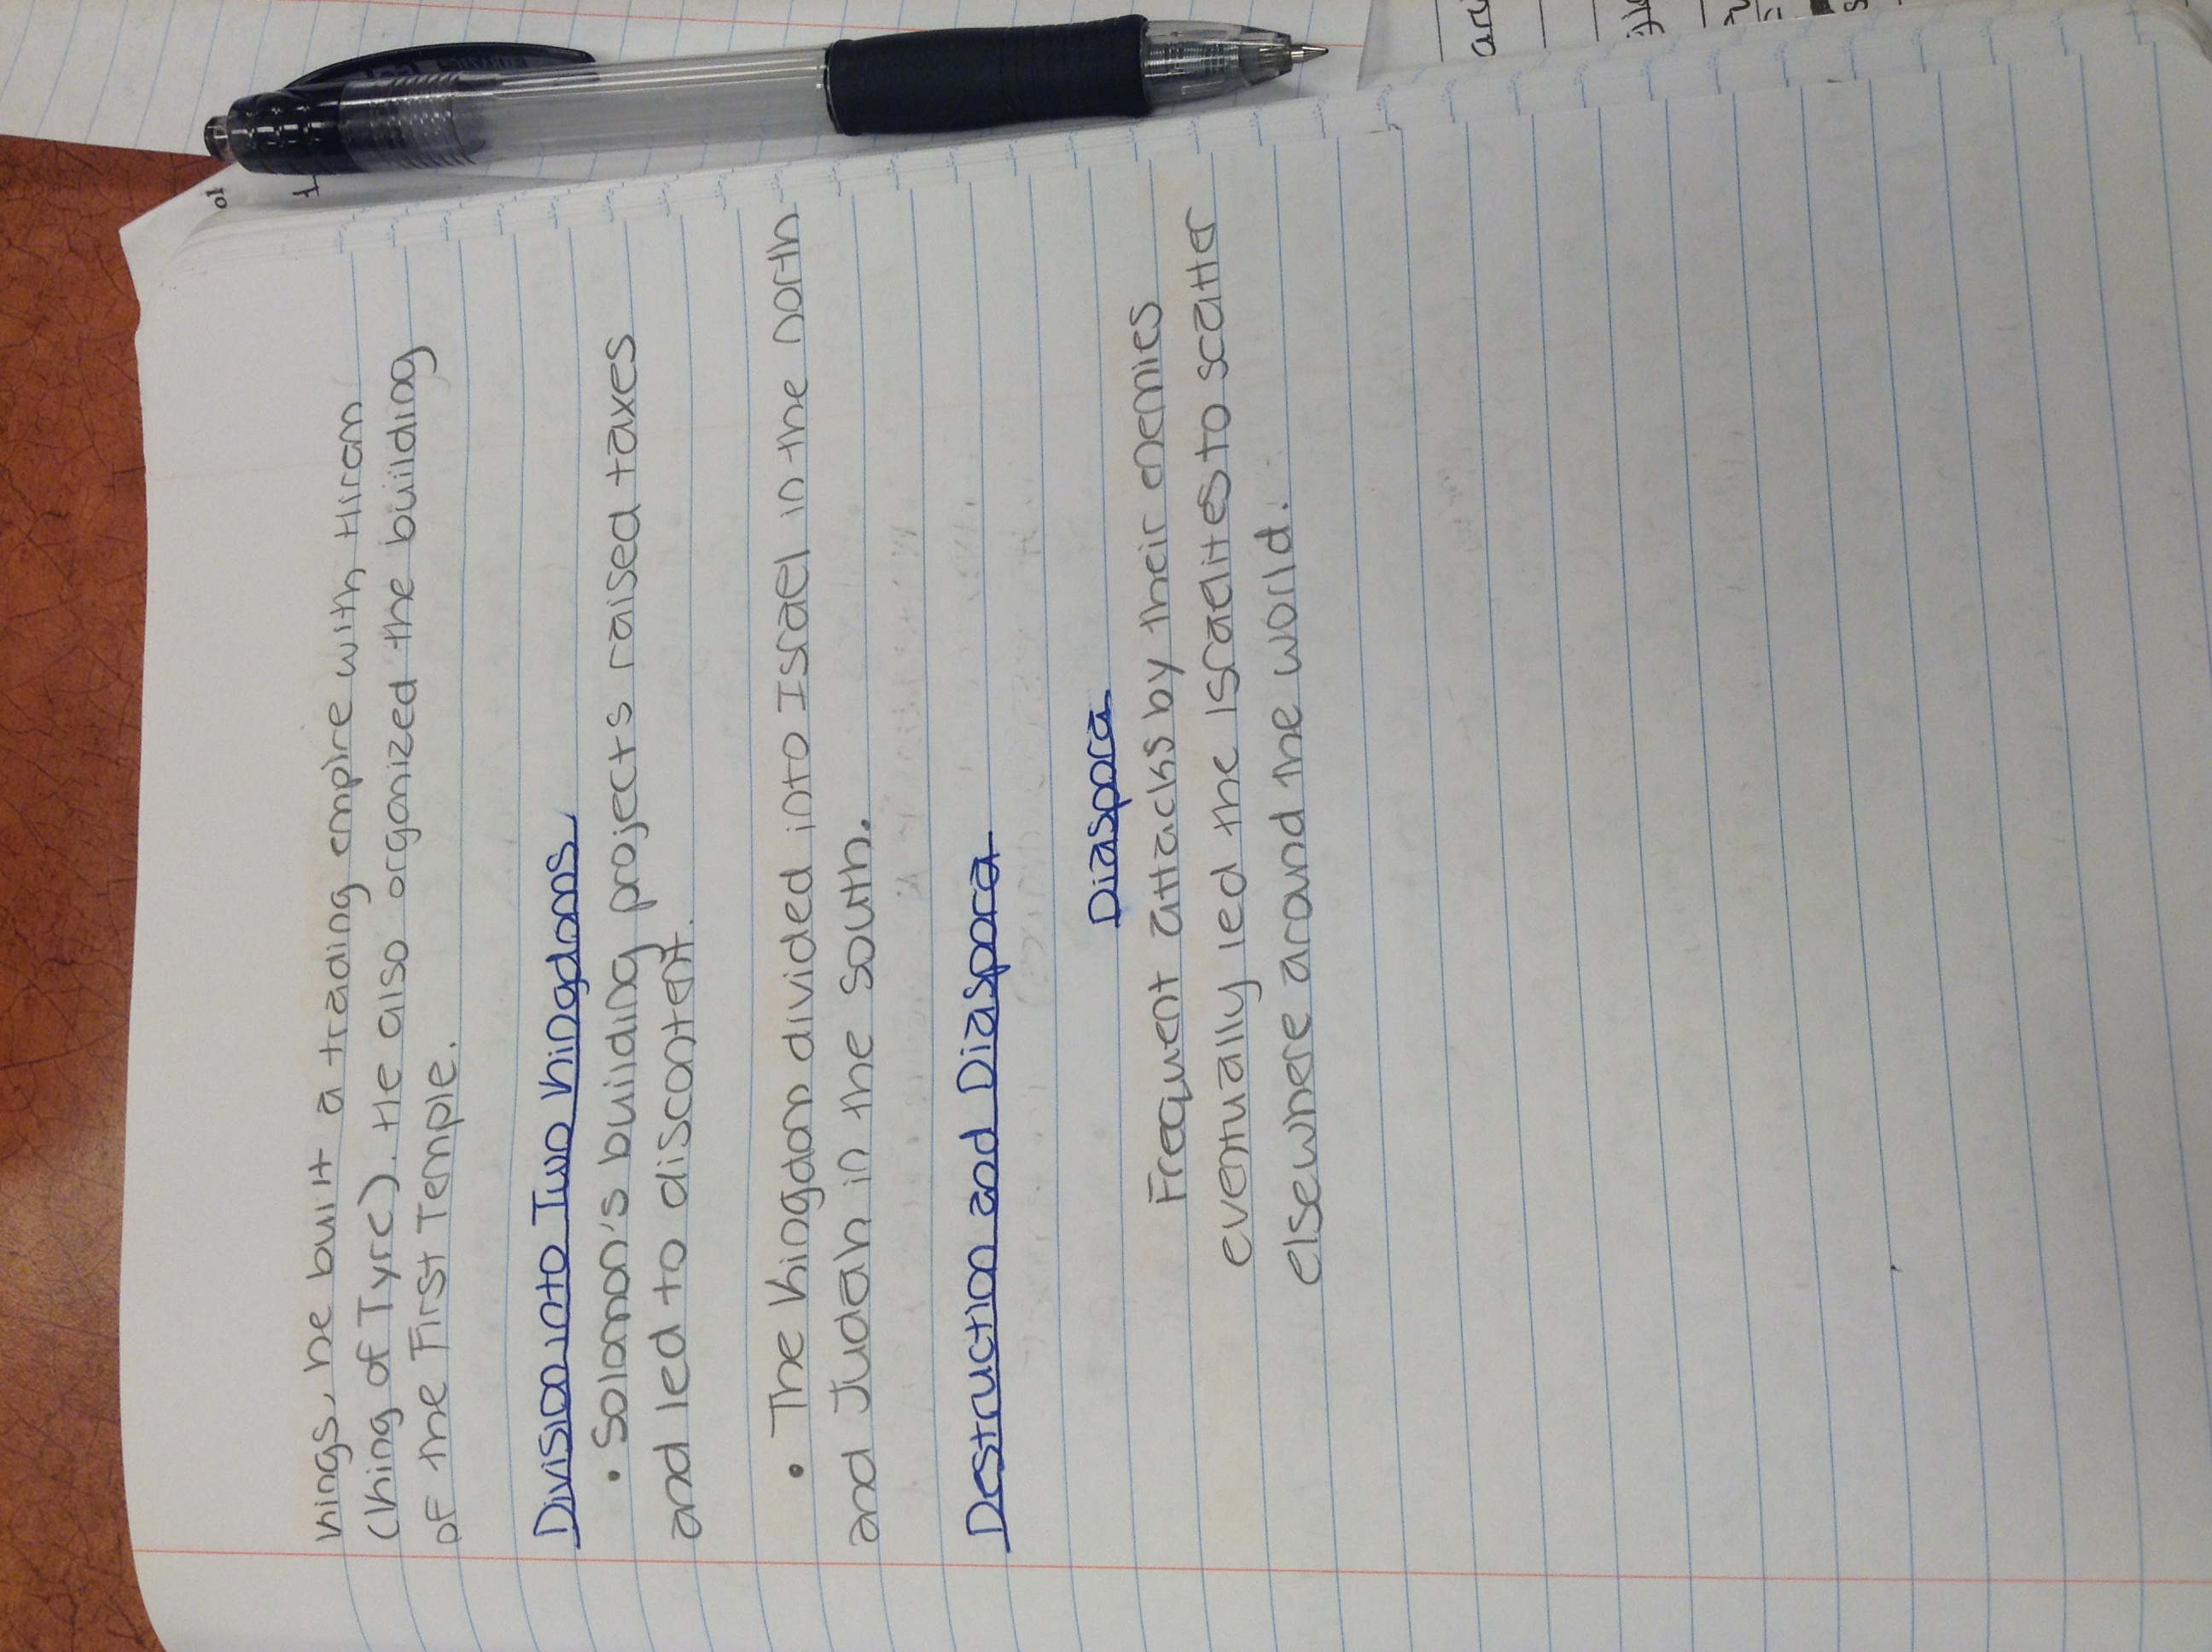 kings, he built a trading empire with Hiram
(King of Tyre). He also organized the building
of the First Temple.
Division into Two Kingdoms
• Solomon's building projects raised taxes
and led to discontent.
• The Kingdom divided into Israel in the north
and Judah in the south.
Destruction and Diaspora
Diaspora
Frequent attacks by their enemies
eventually led the Israelites to scatter
elsewhere around the world.